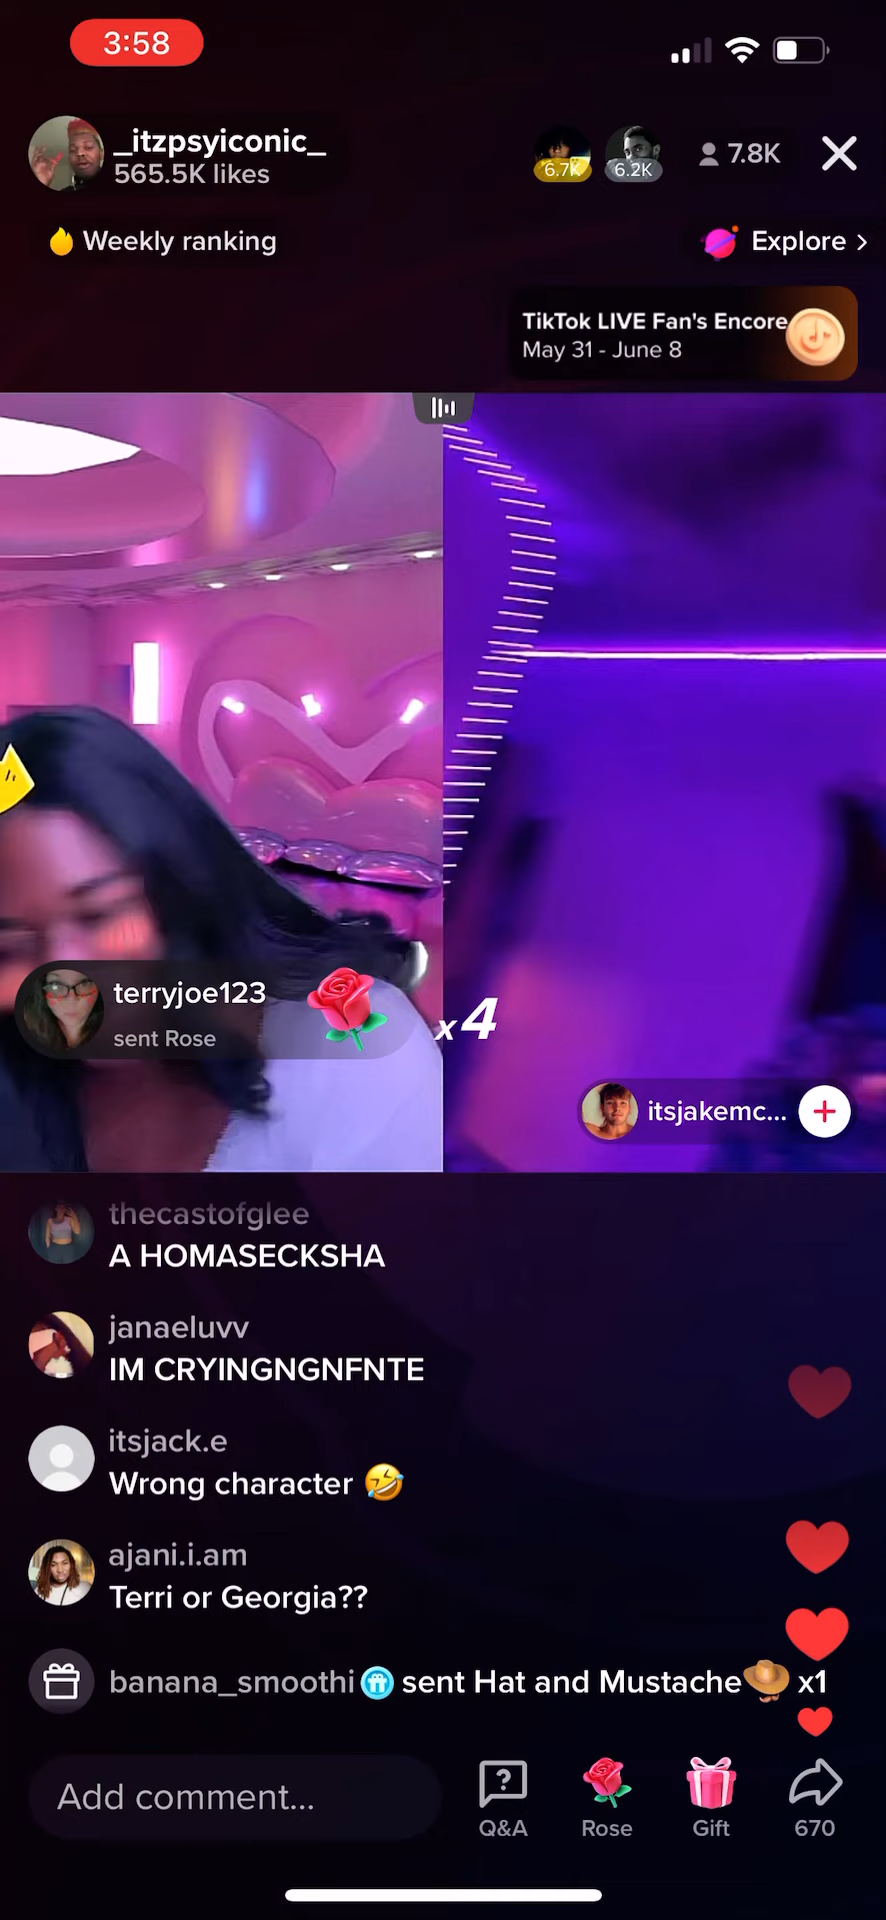 3:58
_itzpsyiconic_
565.5K likes
6.7K
6.2K
7.8K
Weekly ranking
Explore >
TikTok LIVE Fan's Encore
May 31 - June 8
terryjoe123
sent Rose
x4
itsjakemc...
thecastofglee
A HOMASECKSHA
janaeluvv
IM CRYINGNGNFNTE
itsjack.e
Wrong character 🤣
ajani.i.am
Terri or Georgia??
banana_smoothi sent Hat and Mustache x1
Add comment...
Q&A
Rose
Gift
670